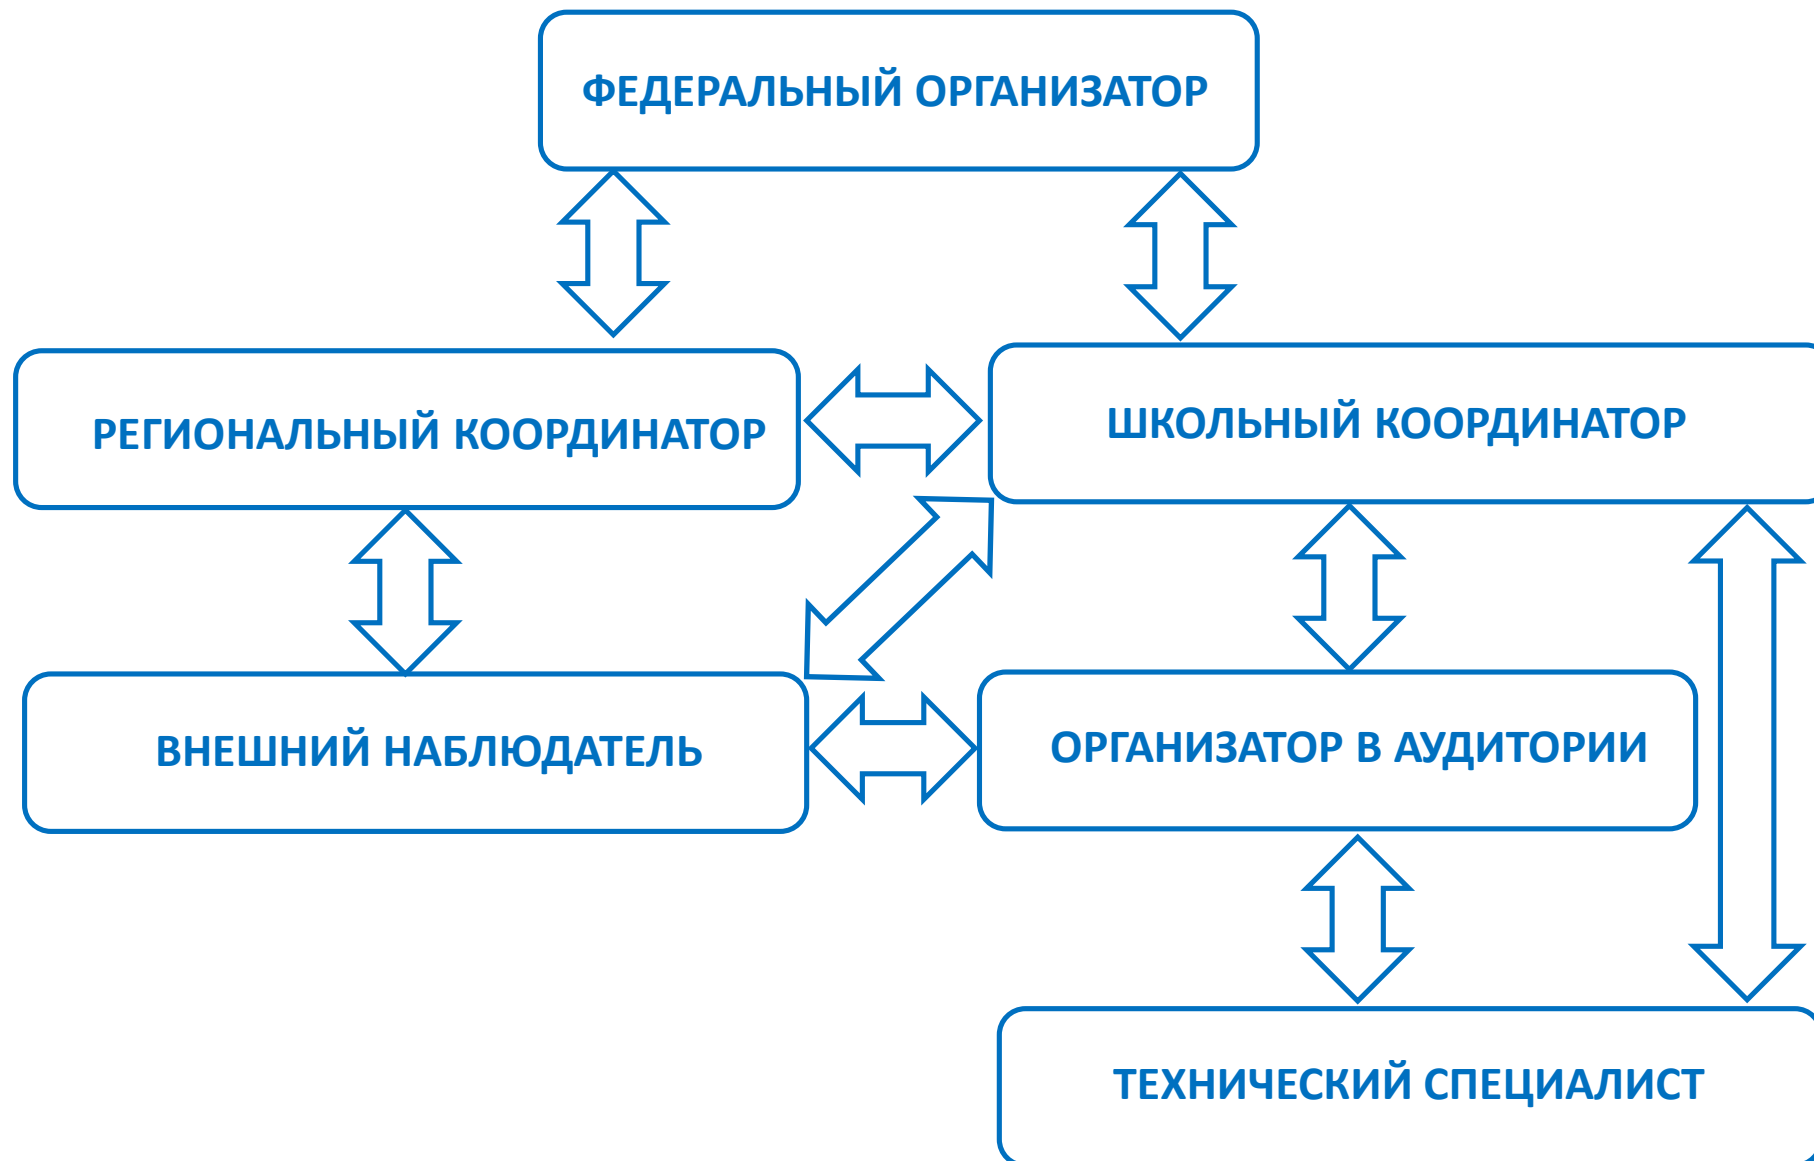 ФЕДЕРАЛЬНЫЙ ОРГАНИЗАТОР
РЕГИОНАЛЬНЫЙ КООРДИНАТОР
ШКОЛЬНЫЙ КООРДИНАТОР
ВНЕШНИЙ НАБЛЮДАТЕЛЬ
ОРГАНИЗАТОР В АУДИТОРИИ
ТЕХНИЧЕСКИЙ СПЕЦИАЛИСТ